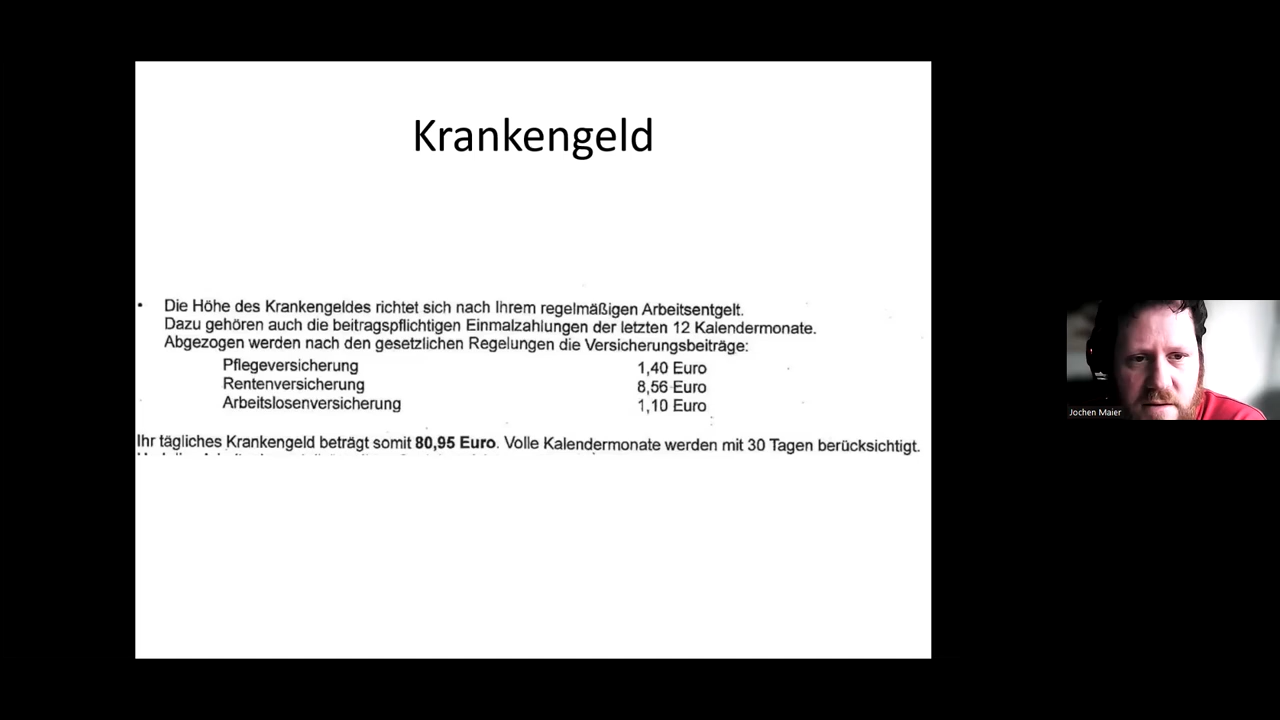 Krankengeld
• Die Höhe des Krankengeldes richtet sich nach Ihrem regelmäßigen Arbeitsentgelt.
Dazu gehören auch die beitragspflichtigen Einmalzahlungen der letzten 12 Kalendermonate.
Abgezogen werden nach den gesetzlichen Regelungen die Versicherungsbeiträge:
Pflegeversicherung 1,40 Euro
Rentenversicherung 8,56 Euro
Arbeitslosenversicherung 1,10 Euro
Ihr tägliches Krankengeld beträgt somit 80,95 Euro. Volle Kalendermonate werden mit 30 Tagen berücksichtigt.
Jochen Maier